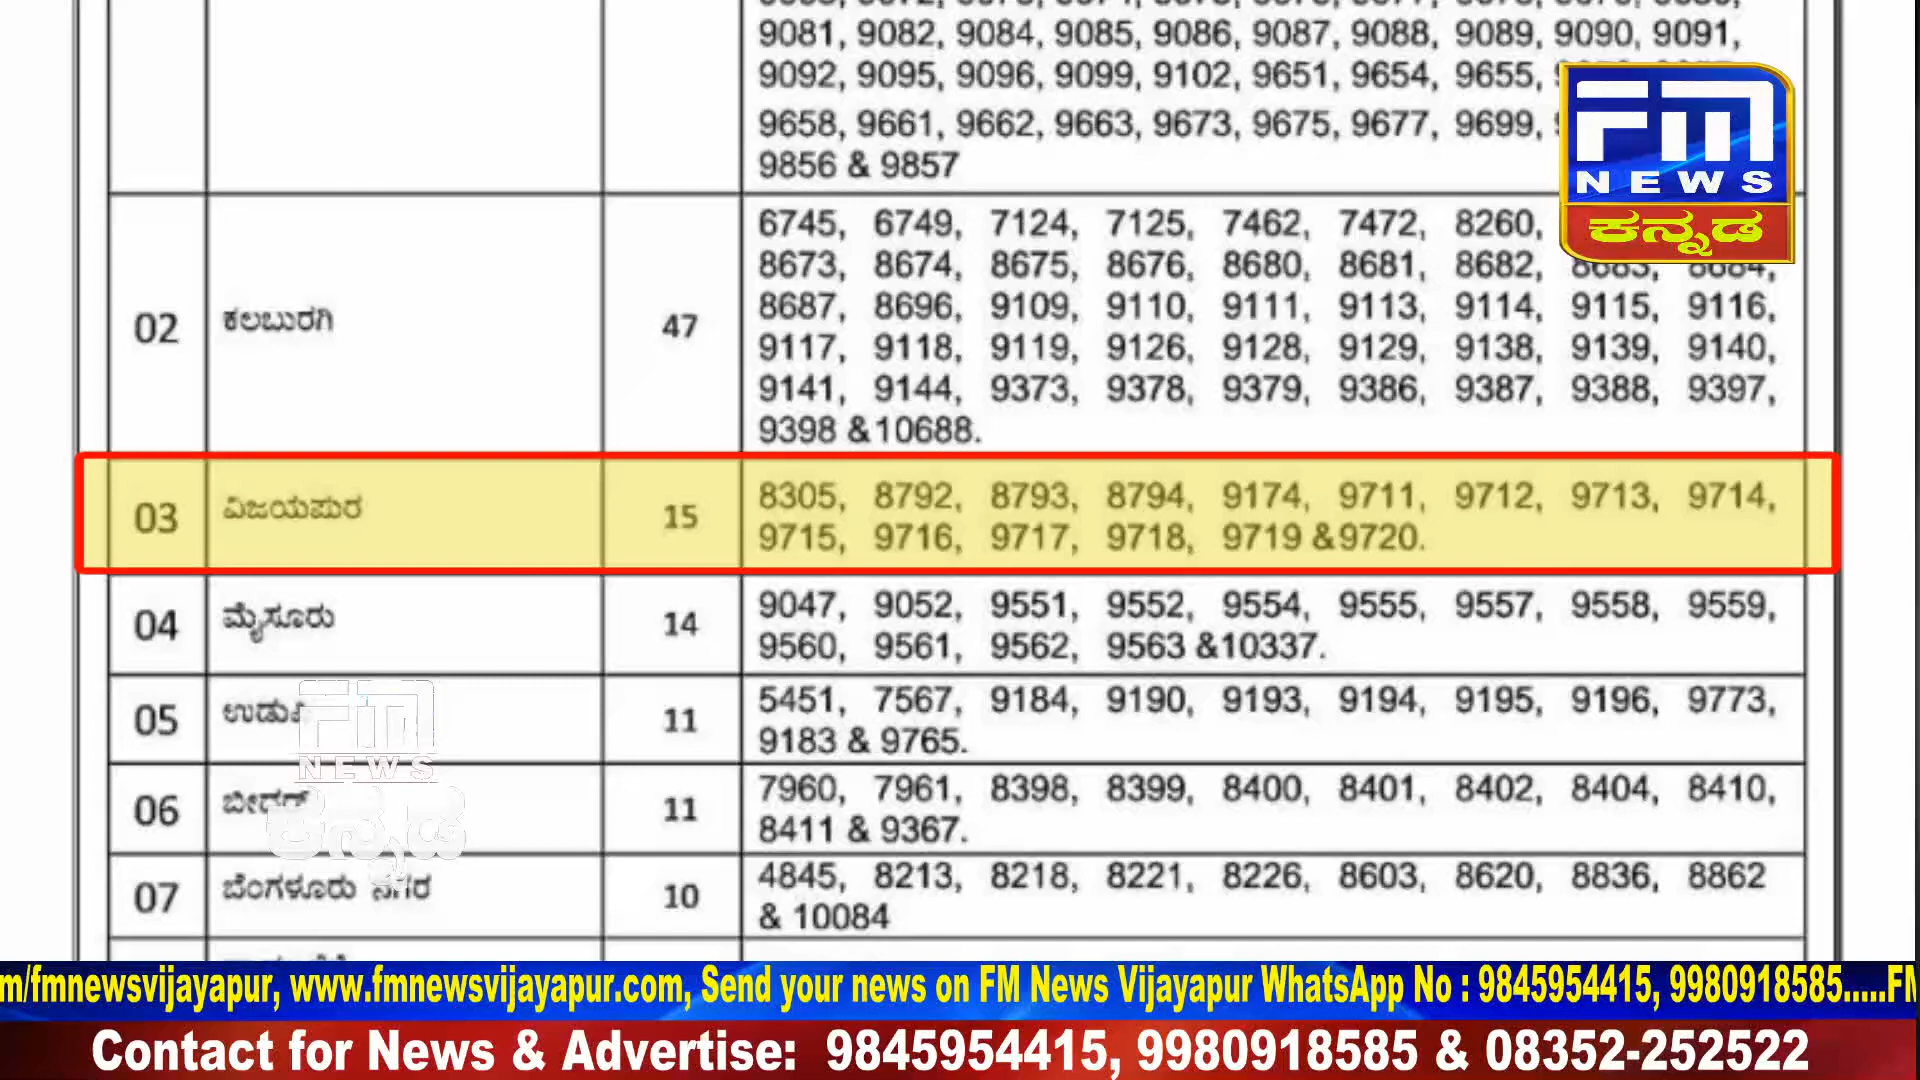 9081, 9082, 9084, 9085, 9086, 9087, 9088, 9089, 9090, 9091,
9092, 9095, 9096, 9099, 9102, 9651, 9654, 9655,
9658, 9661, 9662, 9663, 9673, 9675, 9677, 9699,
9856 & 9857
FM
NEWS
ಕನ್ನಡ
02 ಕಲಬುರಗಿ 47
6745, 6749, 7124, 7125, 7462, 7472, 8260,
8673, 8674, 8675, 8676, 8680, 8681, 8682, 8683, 8684,
8687, 8696, 9109, 9110, 9111, 9113, 9114, 9115, 9116,
9117, 9118, 9119, 9126, 9128, 9129, 9138, 9139, 9140,
9141, 9144, 9373, 9378, 9379, 9386, 9387, 9388, 9397,
9398 &10688.
03 ವಿಜಯಪುರ 15
8305, 8792, 8793, 8794, 9174, 9711, 9712, 9713, 9714,
9715, 9716, 9717, 9718, 9719 &9720.
04 ಮೈಸೂರು 14
9047, 9052, 9551, 9552, 9554, 9555, 9557, 9558, 9559,
9560, 9561, 9562, 9563 &10337.
05 ಉಡುಪಿ 11
5451, 7567, 9184, 9190, 9193, 9194, 9195, 9196, 9773,
9183 & 9765.
FM
NEWS
ಕನ್ನಡ
06 ಬೀದರ್ 11
7960, 7961, 8398, 8399, 8400, 8401, 8402, 8404, 8410,
8411 & 9367.
07 ಬೆಂಗಳೂರು ನಗರ 10
4845, 8213, 8218, 8221, 8226, 8603, 8620, 8836, 8862
& 10084
m/fmnewsvijayapur, www.fmnewsvijayapur.com, Send your news on FM News Vijayapur WhatsApp No : 9845954415, 9980918585.....FM
Contact for News & Advertise: 9845954415, 9980918585 & 08352-252522